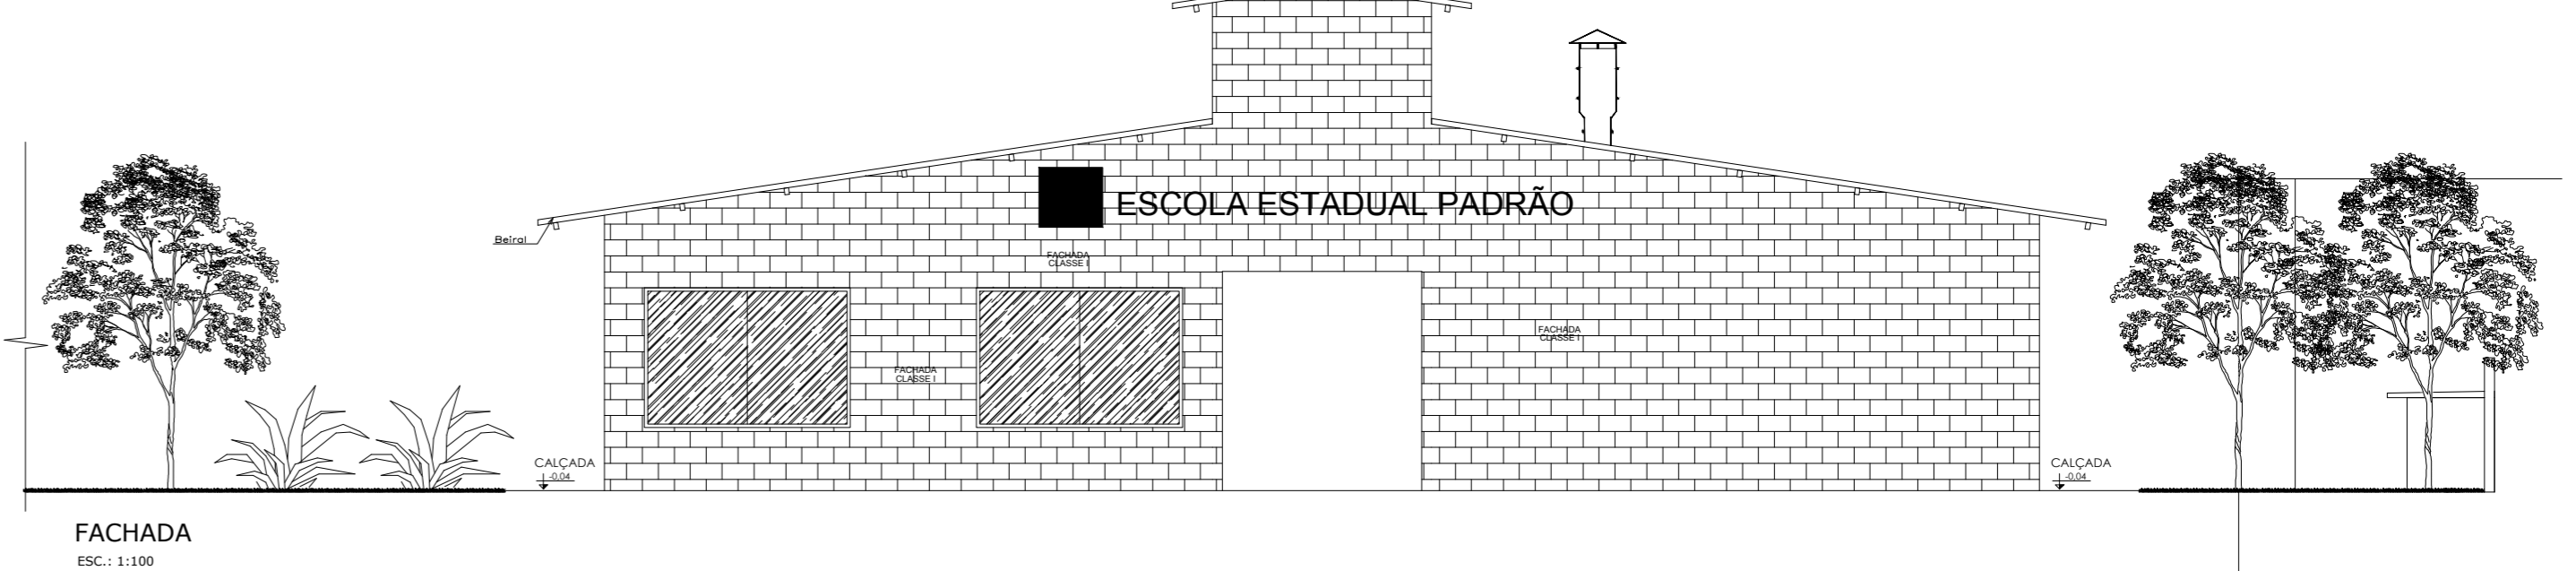 ESCOLA ESTADUAL PADRÃO
Beiral
FACHADA
CLASSE I
FACHADA
CLASSE I
FACHADA
CLASSE I
CALÇADA
-0,04
CALÇADA
-0,04
FACHADA
ESC.: 1:100